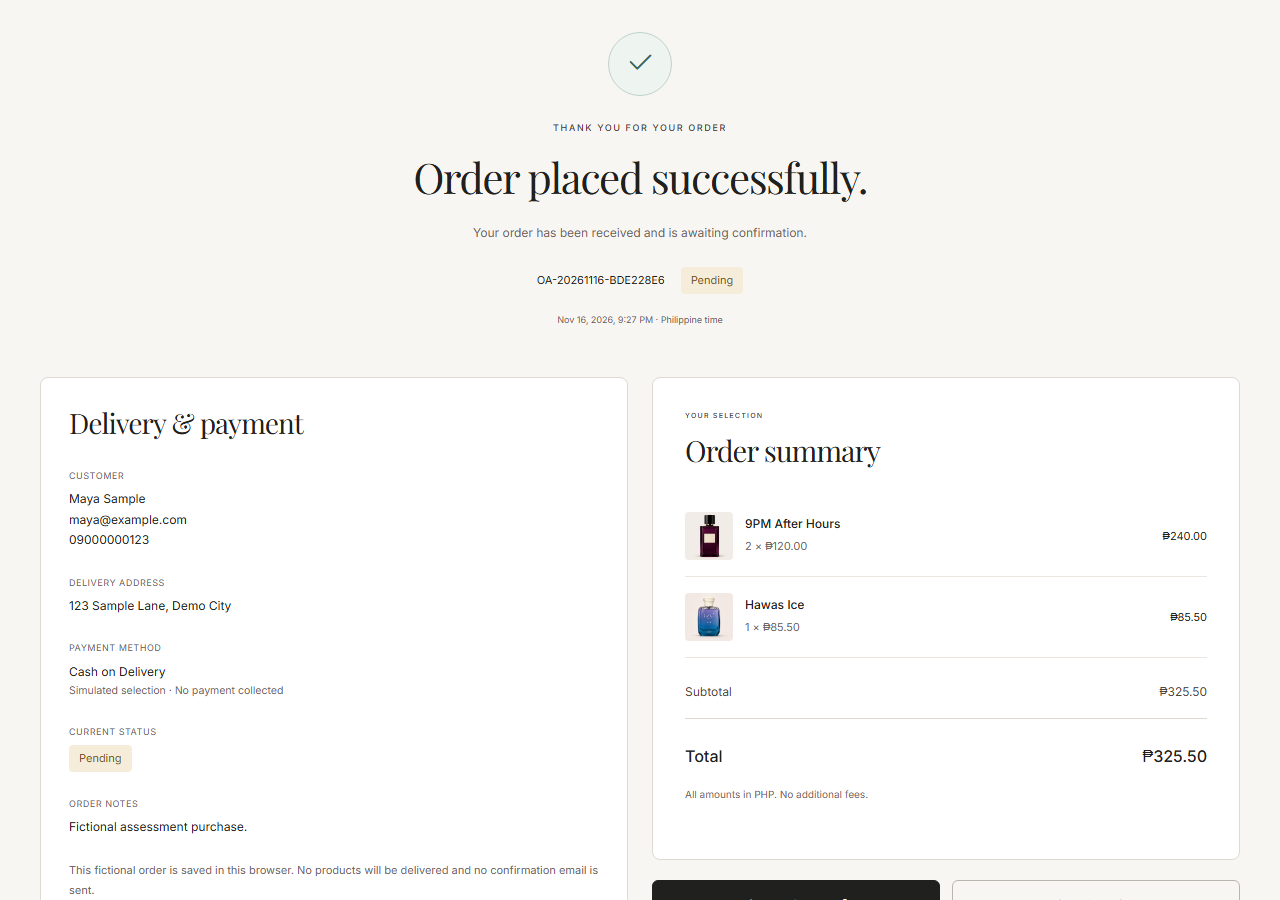 THANK YOU FOR YOUR ORDER
Order placed successfully.
Your order has been received and is awaiting confirmation.
OA-20261116-BDE228E6 Pending
Nov 16, 2026, 9:27 PM · Philippine time
Delivery & payment
CUSTOMER
Maya Sample
maya@example.com
09000000123
DELIVERY ADDRESS
123 Sample Lane, Demo City
PAYMENT METHOD
Cash on Delivery
Simulated selection · No payment collected
CURRENT STATUS
Pending
ORDER NOTES
Fictional assessment purchase.
This fictional order is saved in this browser. No products will be delivered and no confirmation email is
sent.
YOUR SELECTION
Order summary
9PM After Hours
2 × ₱120.00
₱240.00
Hawas Ice
1 × ₱85.50
₱85.50
Subtotal ₱325.50
Total ₱325.50
All amounts in PHP. No additional fees.